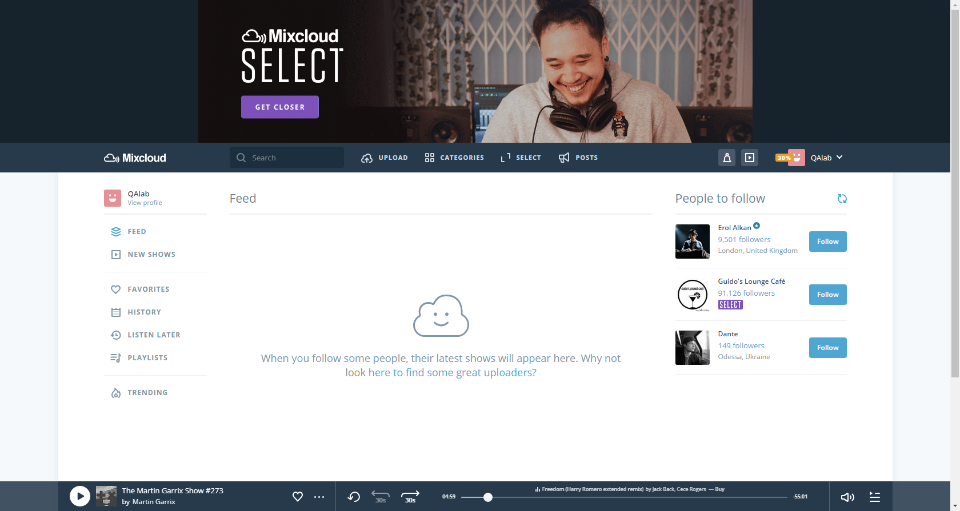 Mixcloud
SELECT
GET CLOSER
Mixcloud
Search
UPLOAD
CATEGORIES
SELECT
POSTS
30%
QAlab
QAlab
View profile
FEED
NEW SHOWS
FAVORITES
HISTORY
LISTEN LATER
PLAYLISTS
TRENDING
Feed
When you follow some people, their latest shows will appear here. Why not
look here to find some great uploaders?
People to follow
Erol Alkan
9,501 followers
London, United Kingdom
Follow
Guido's Lounge Café
91,126 followers
SELECT
Follow
Dante
149 followers
Odessa, Ukraine
Follow
The Martin Garrix Show #273
by Martin Garrix
30s
30s
04:59
Freedom (Harry Romero extended remix) by Jack Back, Cece Rogers — Buy
-55:01